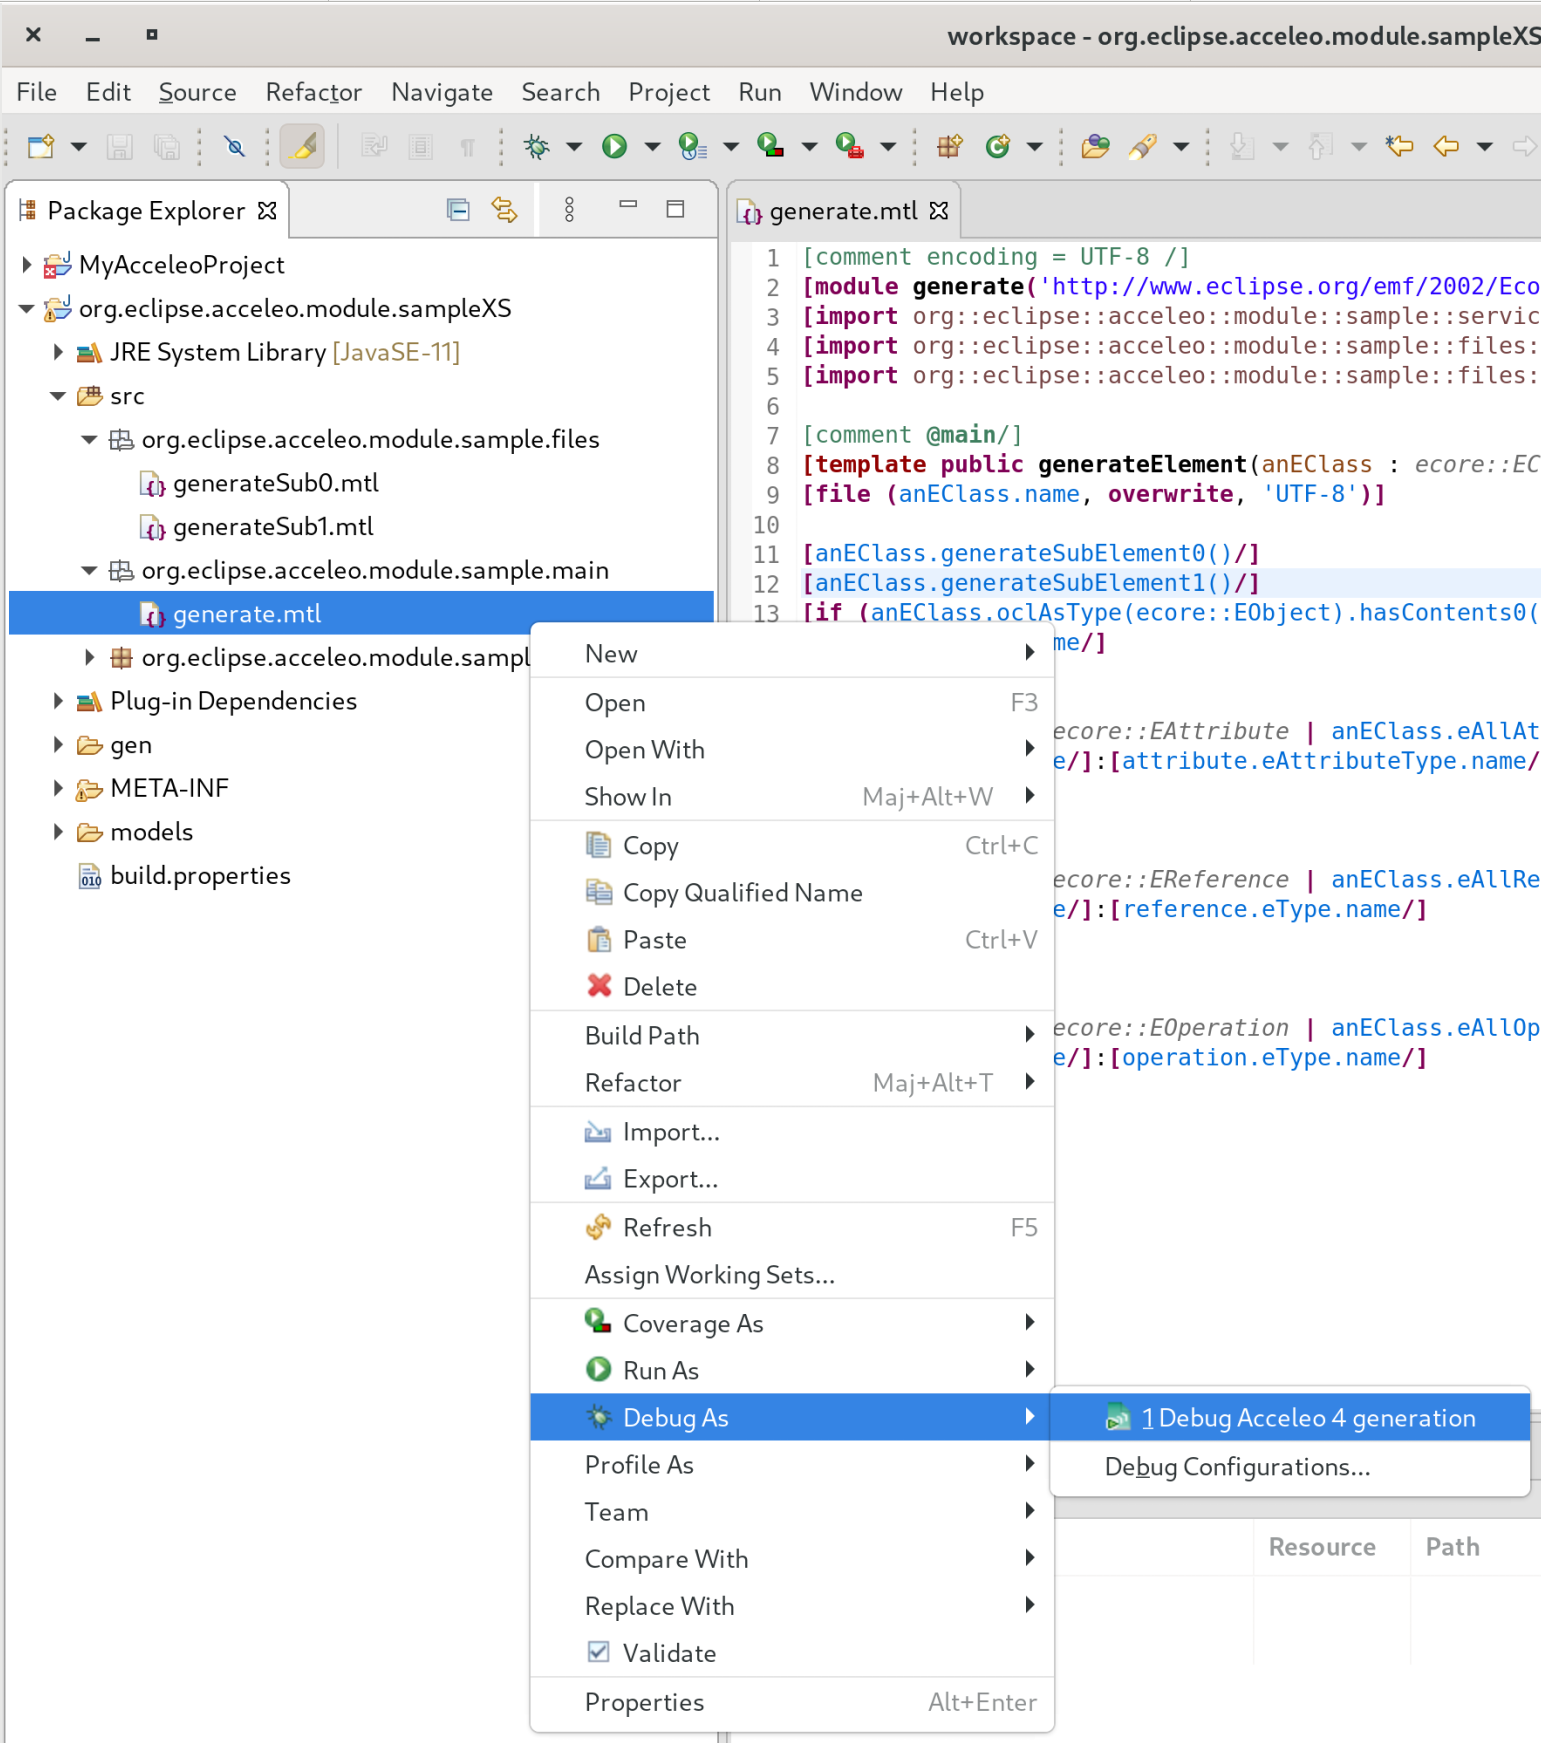 workspace - org.eclipse.acceleo.module.sampleXS
File Edit Source Refactor Navigate Search Project Run Window Help
Package Explorer
MyAcceleoProject
org.eclipse.acceleo.module.sampleXS
JRE System Library [JavaSE-11]
src
org.eclipse.acceleo.module.sample.files
generateSub0.mtl
generateSub1.mtl
org.eclipse.acceleo.module.sample.main
generate.mtl
org.eclipse.acceleo.module.sampl
Plug-in Dependencies
gen
META-INF
models
build.properties
generate.mtl
1 [comment encoding = UTF-8 /]
2 [module generate('http://www.eclipse.org/emf/2002/Eco
3 [import org::eclipse::acceleo::module::sample::servic
4 [import org::eclipse::acceleo::module::sample::files:
5 [import org::eclipse::acceleo::module::sample::files:
6
7 [comment @main/]
8 [template public generateElement(anEClass : ecore::EC
9 [file (anEClass.name, overwrite, 'UTF-8')]
10
11 [anEClass.generateSubElement0()/]
12 [anEClass.generateSubElement1()/]
13 [if (anEClass.oclAsType(ecore::EObject).hasContents0(
me/]
ecore::EAttribute | anEClass.eAllAt
e/]:[attribute.eAttributeType.name/
ecore::EReference | anEClass.eAllRe
e/]:[reference.eType.name/]
ecore::EOperation | anEClass.eAllOp
e/]:[operation.eType.name/]
New
Open F3
Open With
Show In Maj+Alt+W
Copy Ctrl+C
Copy Qualified Name
Paste Ctrl+V
Delete
Build Path
Refactor Maj+Alt+T
Import...
Export...
Refresh F5
Assign Working Sets...
Coverage As
Run As
Debug As
Profile As
Team
Compare With
Replace With
Validate
Properties Alt+Enter
1 Debug Acceleo 4 generation
Debug Configurations...
Resource Path